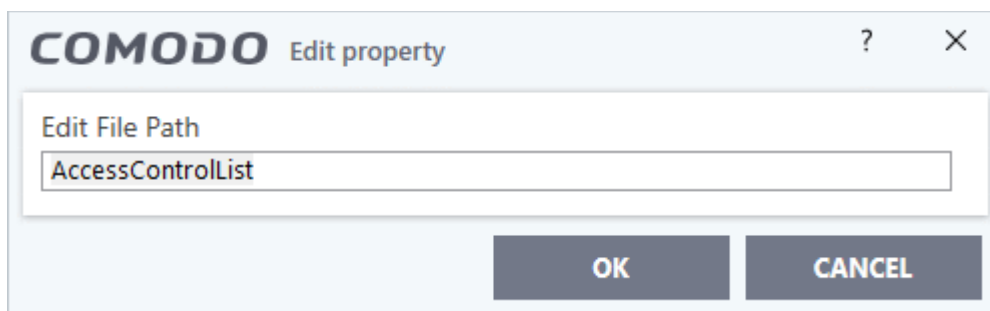 COMODO Edit property ? ×
Edit File Path
AccessControlList
OK CANCEL